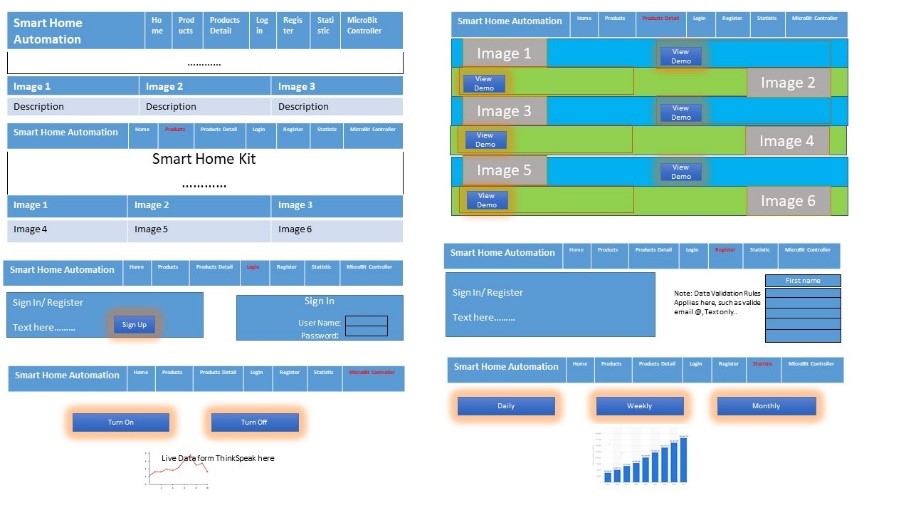 Smart Home
Automation
Ho
me
Prod
ucts
Products
Detail
Log
in
Regis
ter
Stati
stic
MicroBit
Controller
............
Image 1 Image 2 Image 3
Description Description Description
Smart Home Automation Home Products Products Detail Login Register Statistic MicroBit Controller
Smart Home Kit
............
Image 1 Image 2 Image 3
Image 4 Image 5 Image 6
Smart Home Automation Home Products Products Detail Login Register Statistic MicroBit Controller
Sign In/ Register
Text here.........
Sign Up
Sign In
User Name:
Password:
Smart Home Automation Home Products Products Detail Login Register Statistic MicroBit Controller
Turn On Turn Off
Live Data form ThinkSpeak here
Smart Home Automation Home Products Products Detail Login Register Statistic MicroBit Controller
Image 1
View
Demo
View
Demo
Image 2
Image 3
View
Demo
View
Demo
Image 4
Image 5
View
Demo
View
Demo
Image 6
Smart Home Automation Home Products Products Detail Login Register Statistic MicroBit Controller
Sign In/ Register
Text here.........
Note: Data Validation Rules
Applies here, such as valide
email @, Text only..
First name
Smart Home Automation Home Products Products Detail Login Register Statistic MicroBit Controller
Daily Weekly Monthly